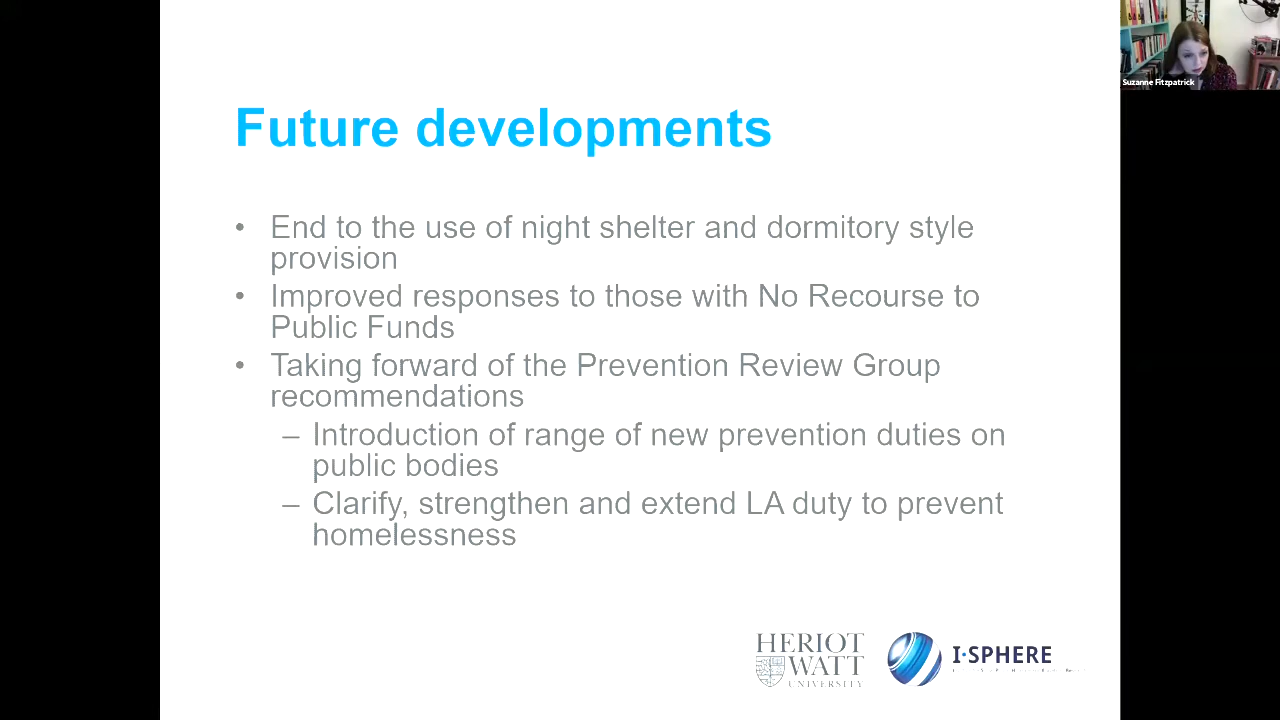 Suzanne Fitzpatrick
Future developments
• End to the use of night shelter and dormitory style
provision
• Improved responses to those with No Recourse to
Public Funds
• Taking forward of the Prevention Review Group
recommendations
– Introduction of range of new prevention duties on
public bodies
– Clarify, strengthen and extend LA duty to prevent
homelessness
HERIOT
WATT
UNIVERSITY
I·SPHERE